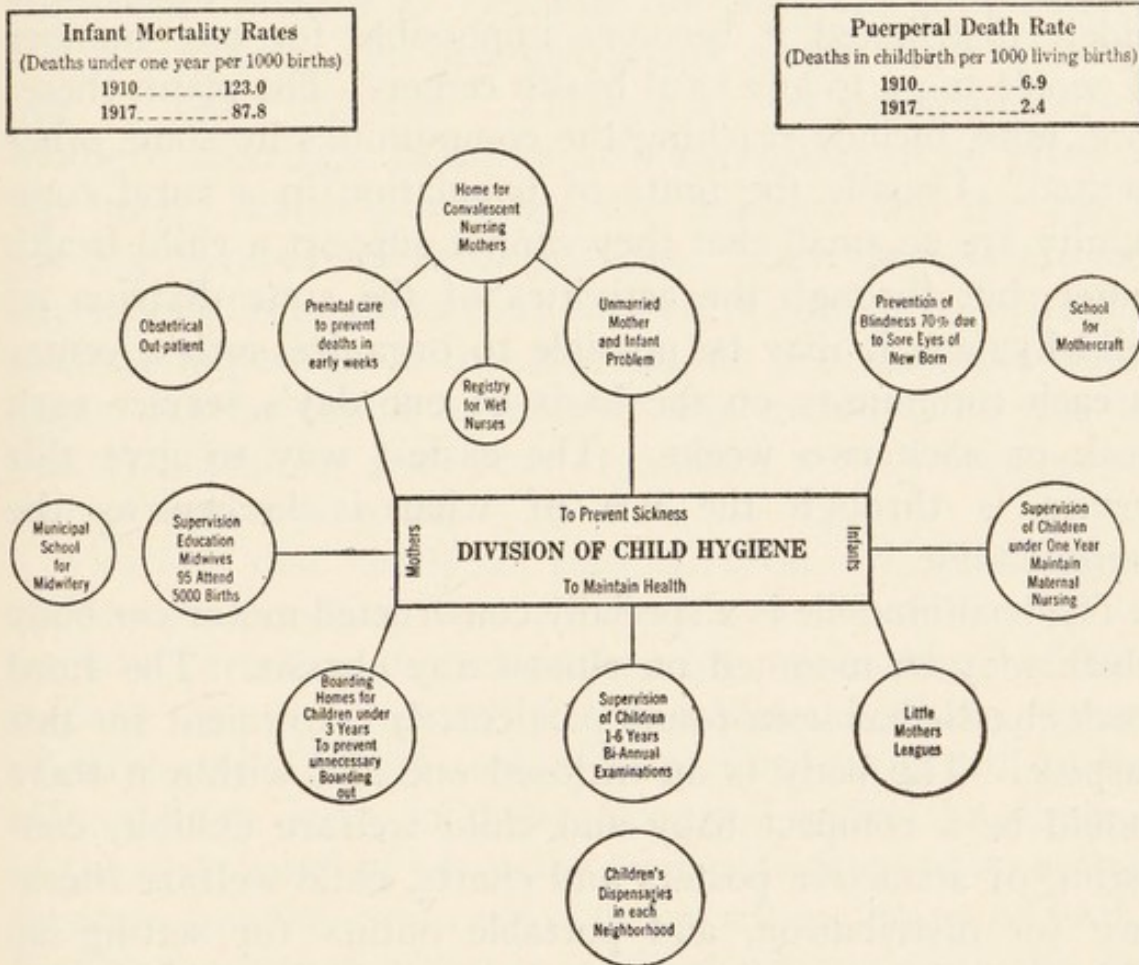 Infant Mortality Rates
(Deaths under one year per 1000 births)
1910_______123.0
1917_______ 87.8
Puerperal Death Rate
(Deaths in childbirth per 1000 living births)
1910_________6.9
1917_________2.4
Home for
Convalescent
Nursing
Mothers
Obstetrical
Out-patient
Prenatal care
to prevent
deaths in
early weeks
Registry
for Wet
Nurses
Unmarried
Mother
and Infant
Problem
Prevention of
Blindness 70% due
to Sore Eyes of
New Born
School
for
Mothercraft
Municipal
School
for
Midwifery
Supervision
Education
Midwives
95 Attend
5000 Births
Mothers
To Prevent Sickness
DIVISION OF CHILD HYGIENE
To Maintain Health
Infants
Supervision
of Children
under One Year
Maintain
Maternal
Nursing
Boarding
Homes for
Children under
3 Years
To prevent
unnecessary
Boarding
out
Supervision
of Children
1-6 Years
Bi-Annual
Examinations
Little
Mothers
Leagues
Children's
Dispensaries
in each
Neighborhood